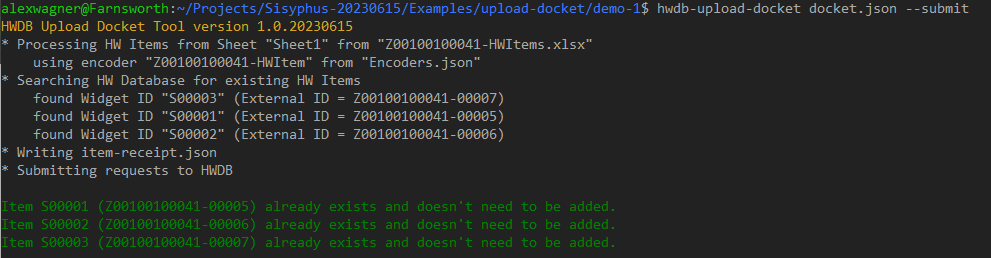 alexwagner@Farnsworth:~/Projects/Sisyphus-20230615/Examples/upload-docket/demo-1$ hwdb-upload-docket docket.json --submit
HWDB Upload Docket Tool version 1.0.20230615
* Processing HW Items from Sheet "Sheet1" from "Z00100100041-HWItems.xlsx"
    using encoder "Z00100100041-HWItem" from "Encoders.json"
* Searching HW Database for existing HW Items
    found Widget ID "S00003" (External ID = Z00100100041-00007)
    found Widget ID "S00001" (External ID = Z00100100041-00005)
    found Widget ID "S00002" (External ID = Z00100100041-00006)
* Writing item-receipt.json
* Submitting requests to HWDB
Item S00001 (Z00100100041-00005) already exists and doesn't need to be added.
Item S00002 (Z00100100041-00006) already exists and doesn't need to be added.
Item S00003 (Z00100100041-00007) already exists and doesn't need to be added.